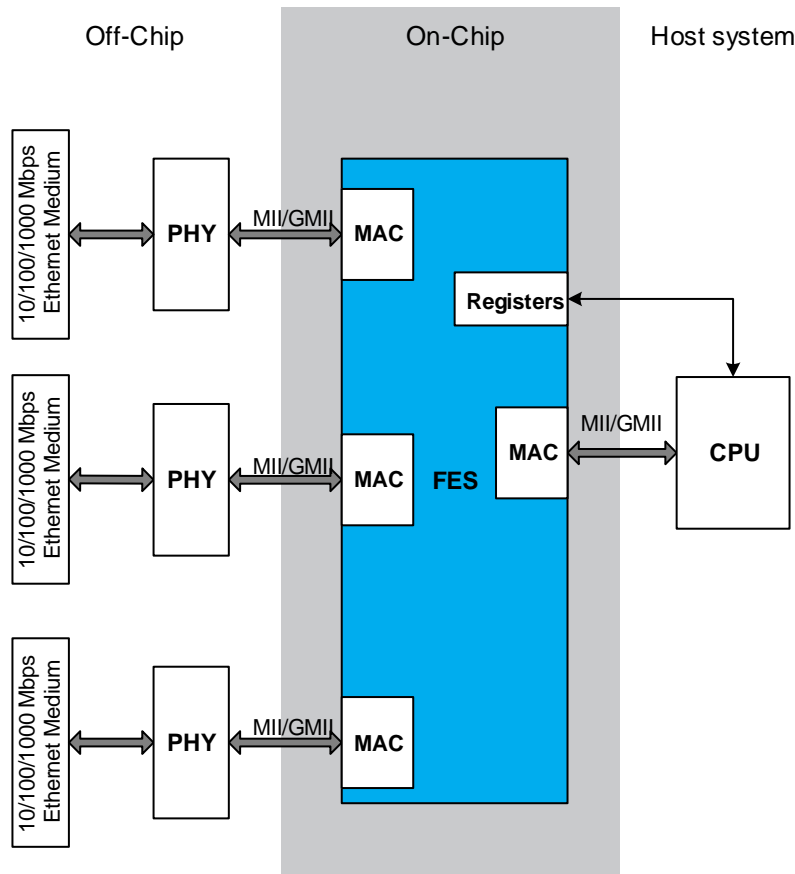 Off-Chip
On-Chip
Host system
10/100/1000 Mbps
Ethernet Medium
PHY
MII/GMII
MAC
Registers
10/100/1000 Mbps
Ethernet Medium
PHY
MII/GMII
MAC
FES
MAC
MII/GMII
CPU
10/100/1000 Mbps
Ethernet Medium
PHY
MII/GMII
MAC